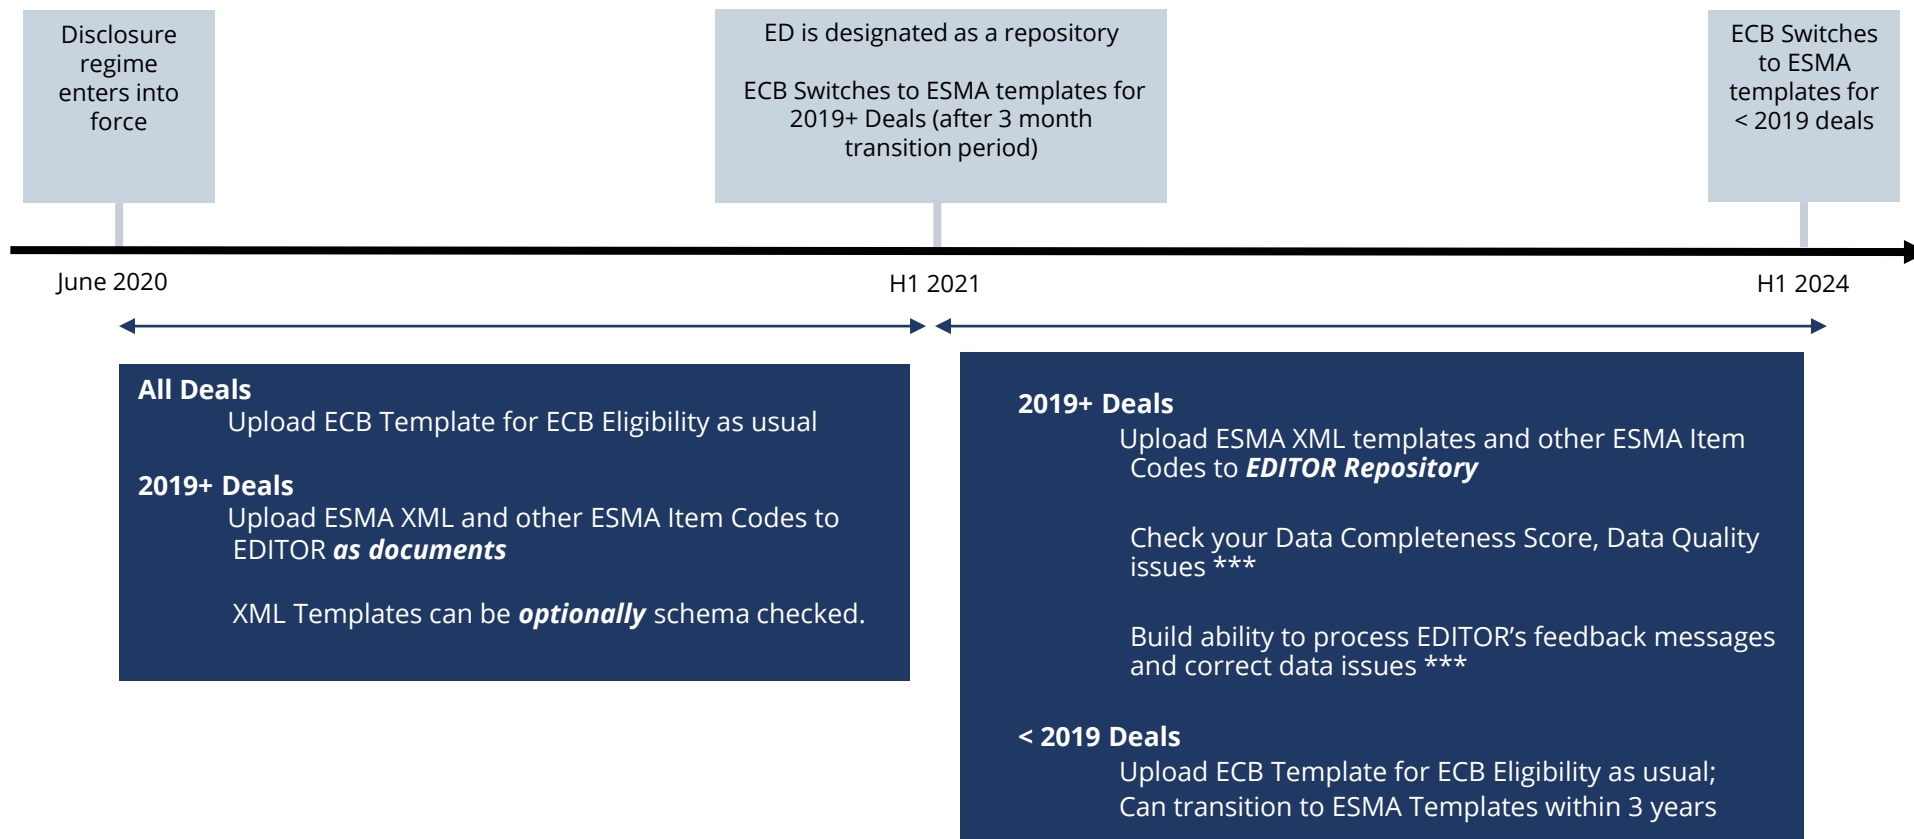 Disclosure
regime
enters into
force
ED is designated as a repository
ECB Switches to ESMA templates for
2019+ Deals (after 3 month
transition period)
ECB Switches
to ESMA
templates for
< 2019 deals
June 2020
H1 2021
H1 2024
All Deals
Upload ECB Template for ECB Eligibility as usual
2019+ Deals
Upload ESMA XML and other ESMA Item Codes to
EDITOR as documents
XML Templates can be optionally schema checked.
2019+ Deals
Upload ESMA XML templates and other ESMA Item
Codes to EDITOR Repository
Check your Data Completeness Score, Data Quality
issues ***
Build ability to process EDITOR’s feedback messages
and correct data issues ***
< 2019 Deals
Upload ECB Template for ECB Eligibility as usual;
Can transition to ESMA Templates within 3 years